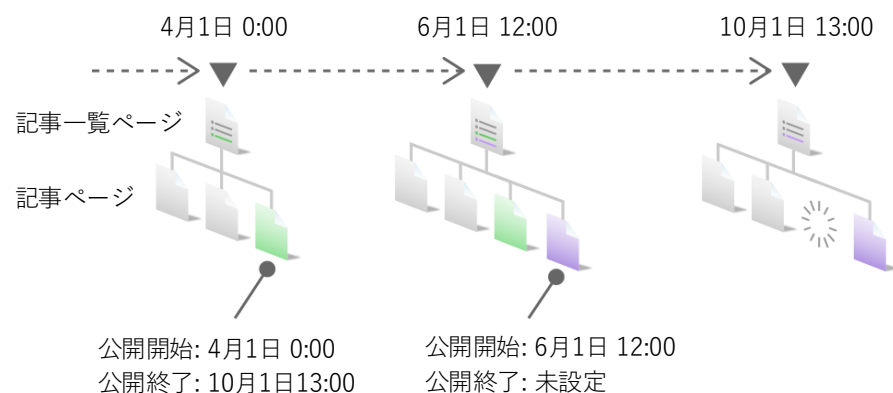 4月1日 0:00
6月1日 12:00
10月1日 13:00
記事一覧ページ
記事ページ
公開開始: 4月1日 0:00
公開終了: 10月1日13:00
公開開始: 6月1日 12:00
公開終了: 未設定